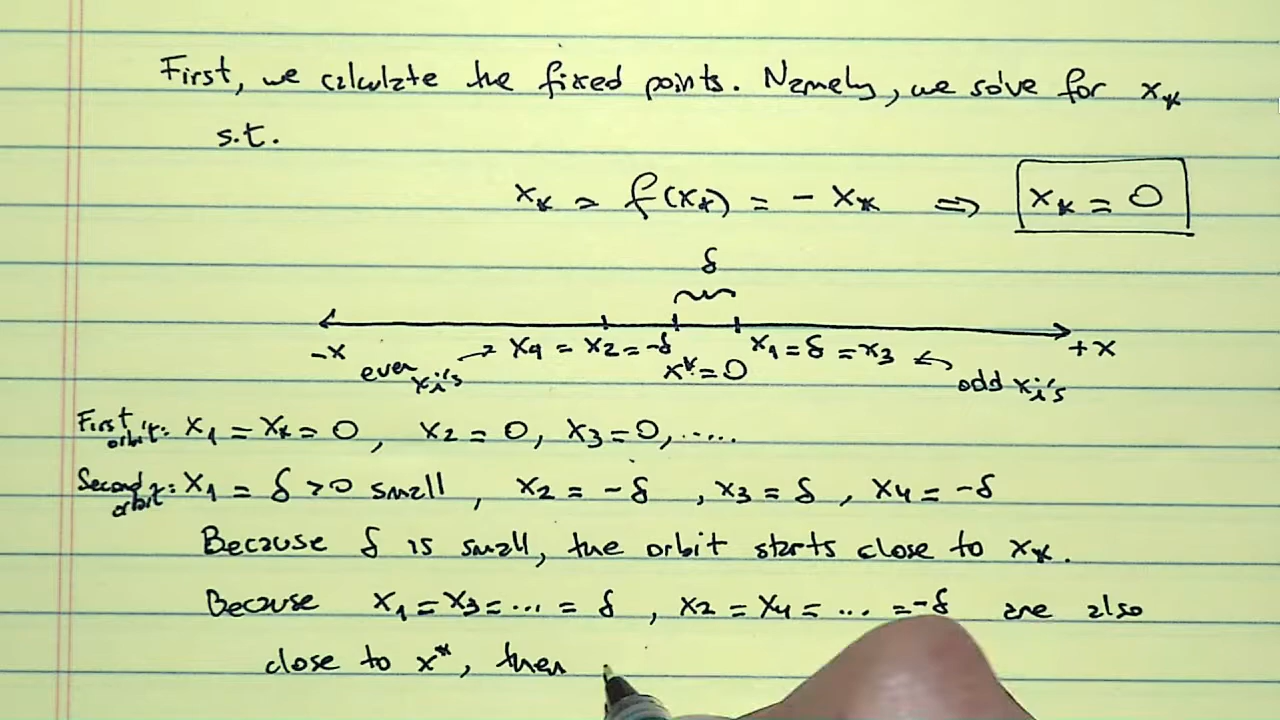 First, we calculate the fixed points. Namely, we solve for x*
s.t.
x* = f(x*) = - x* ⇒ x* = 0
δ
-x even xi's → x4 = x2 = -δ x* = 0 x1 = δ = x3 ← odd xi's +x
First orbit: x1 = x* = 0, x2 = 0, x3 = 0, .....
Second orbit: x1 = δ > 0 small, x2 = -δ, x3 = δ, x4 = -δ
Because δ is small, the orbit starts close to x*.
Because x1 = x3 = ... = δ, x2 = x4 = ... = -δ are also
close to x*, then